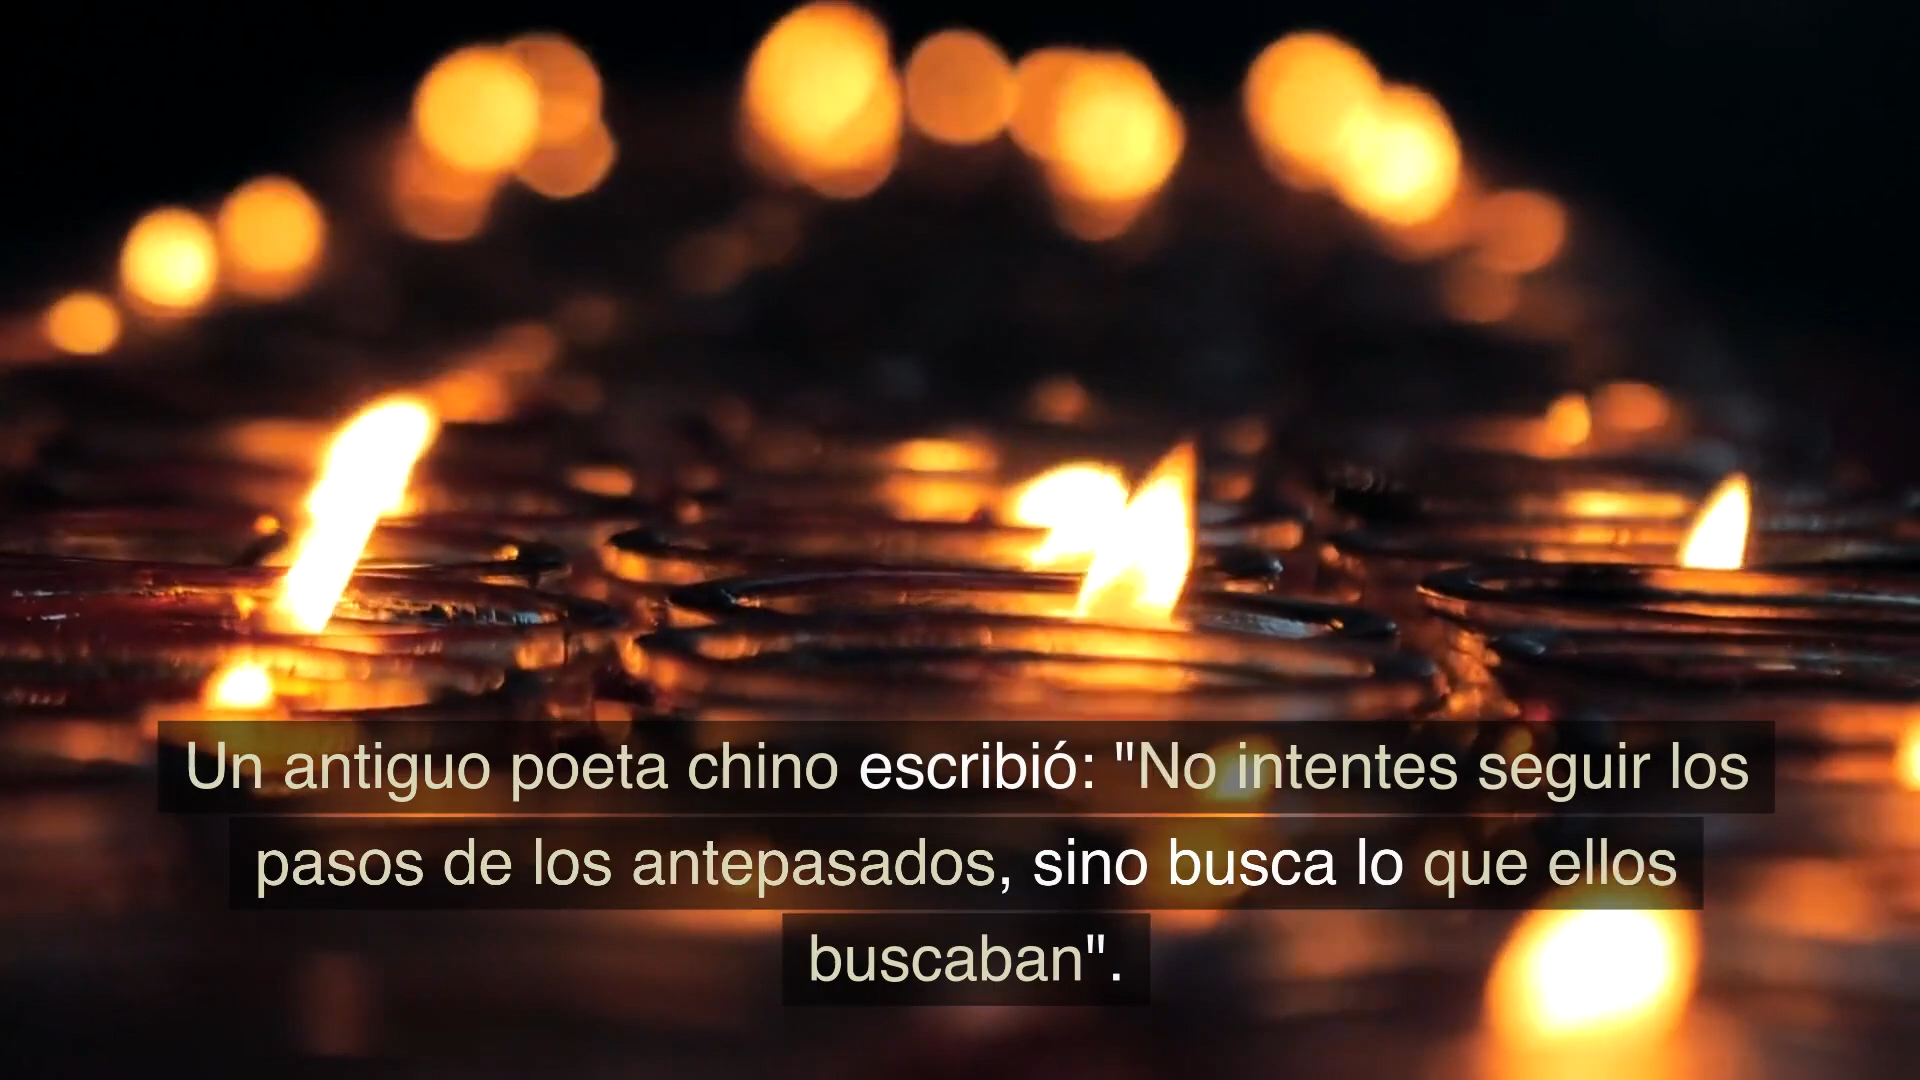 Un antiguo poeta chino escribió: "No intentes seguir los
pasos de los antepasados, sino busca lo que ellos
buscaban".